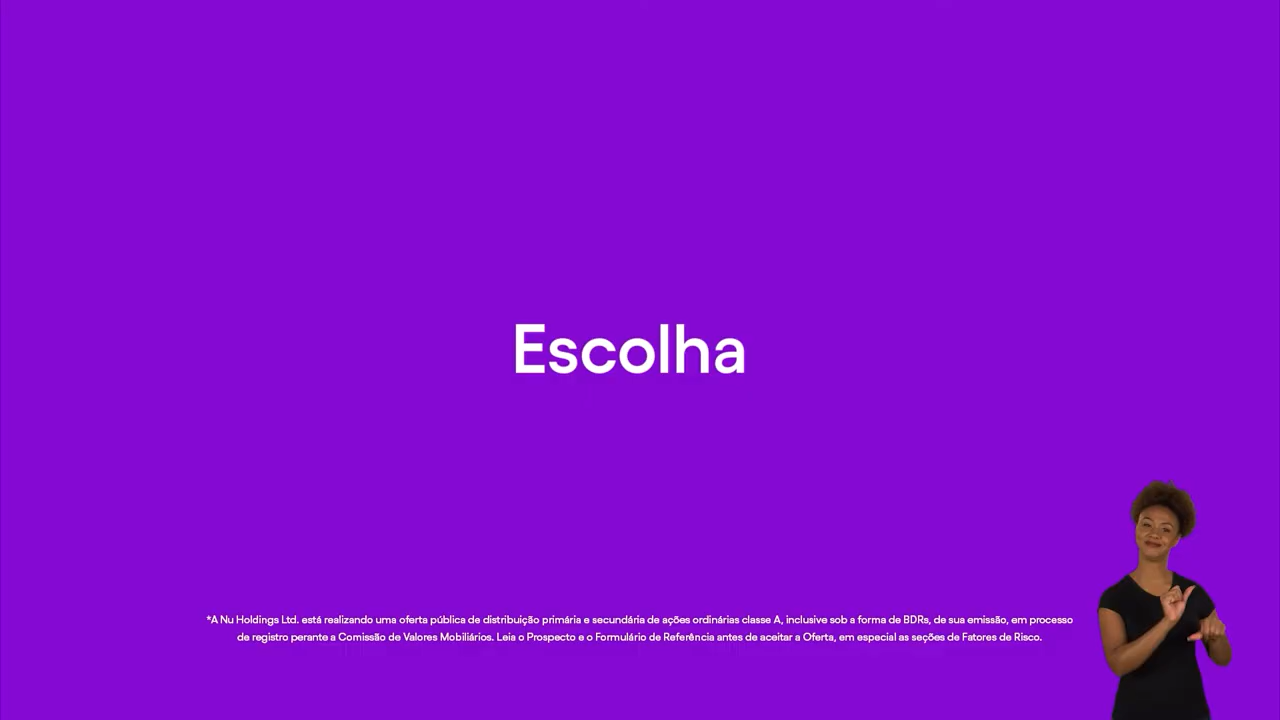 Escolha
*A Nu Holdings Ltd. está realizando uma oferta pública de distribuição primária e secundária de ações ordinárias classe A, inclusive sob a forma de BDRs, de sua emissão, em processo
de registro perante a Comissão de Valores Mobiliários. Leia o Prospecto e o Formulário de Referência antes de aceitar a Oferta, em especial as seções de Fatores de Risco.